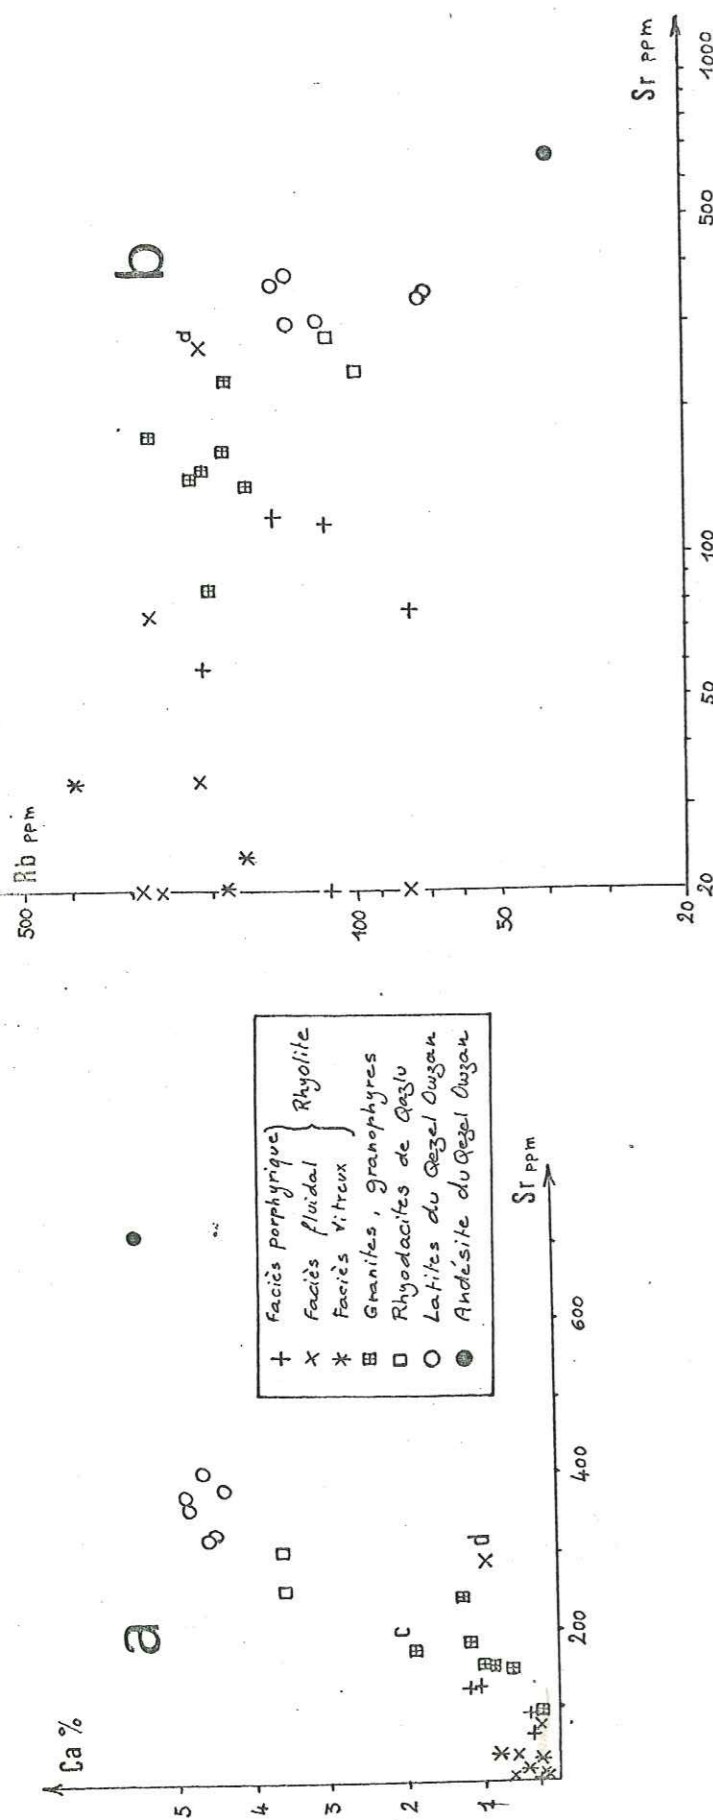 a
Ca %
5
4
3
2
1
200
400
600
Sr ppm
c
d
+ Faciès porphyrique
x Faciès fluidal
Rhyolite
* Faciès vitreux
Granites, granophyres
Rhyodacites de Qazlu
Latites du Qezel Owzan
Andésite du Qezel Owzan
b
Rb ppm
500
100
50
20
20
50
100
500
1000
Sr ppm
d